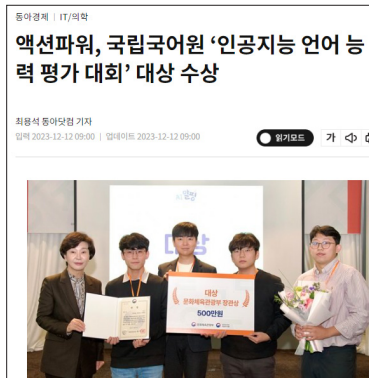 동아경제 | IT/의학
액션파워, 국립국어원 ‘인공지능 언어 능
력 평가 대회’ 대상 수상
최용석 동아닷컴 기자
입력 2023-12-12 09:00 | 업데이트 2023-12-12 09:00
읽기모드 가
대상
대상
문화체육관광부 장관상
500만원